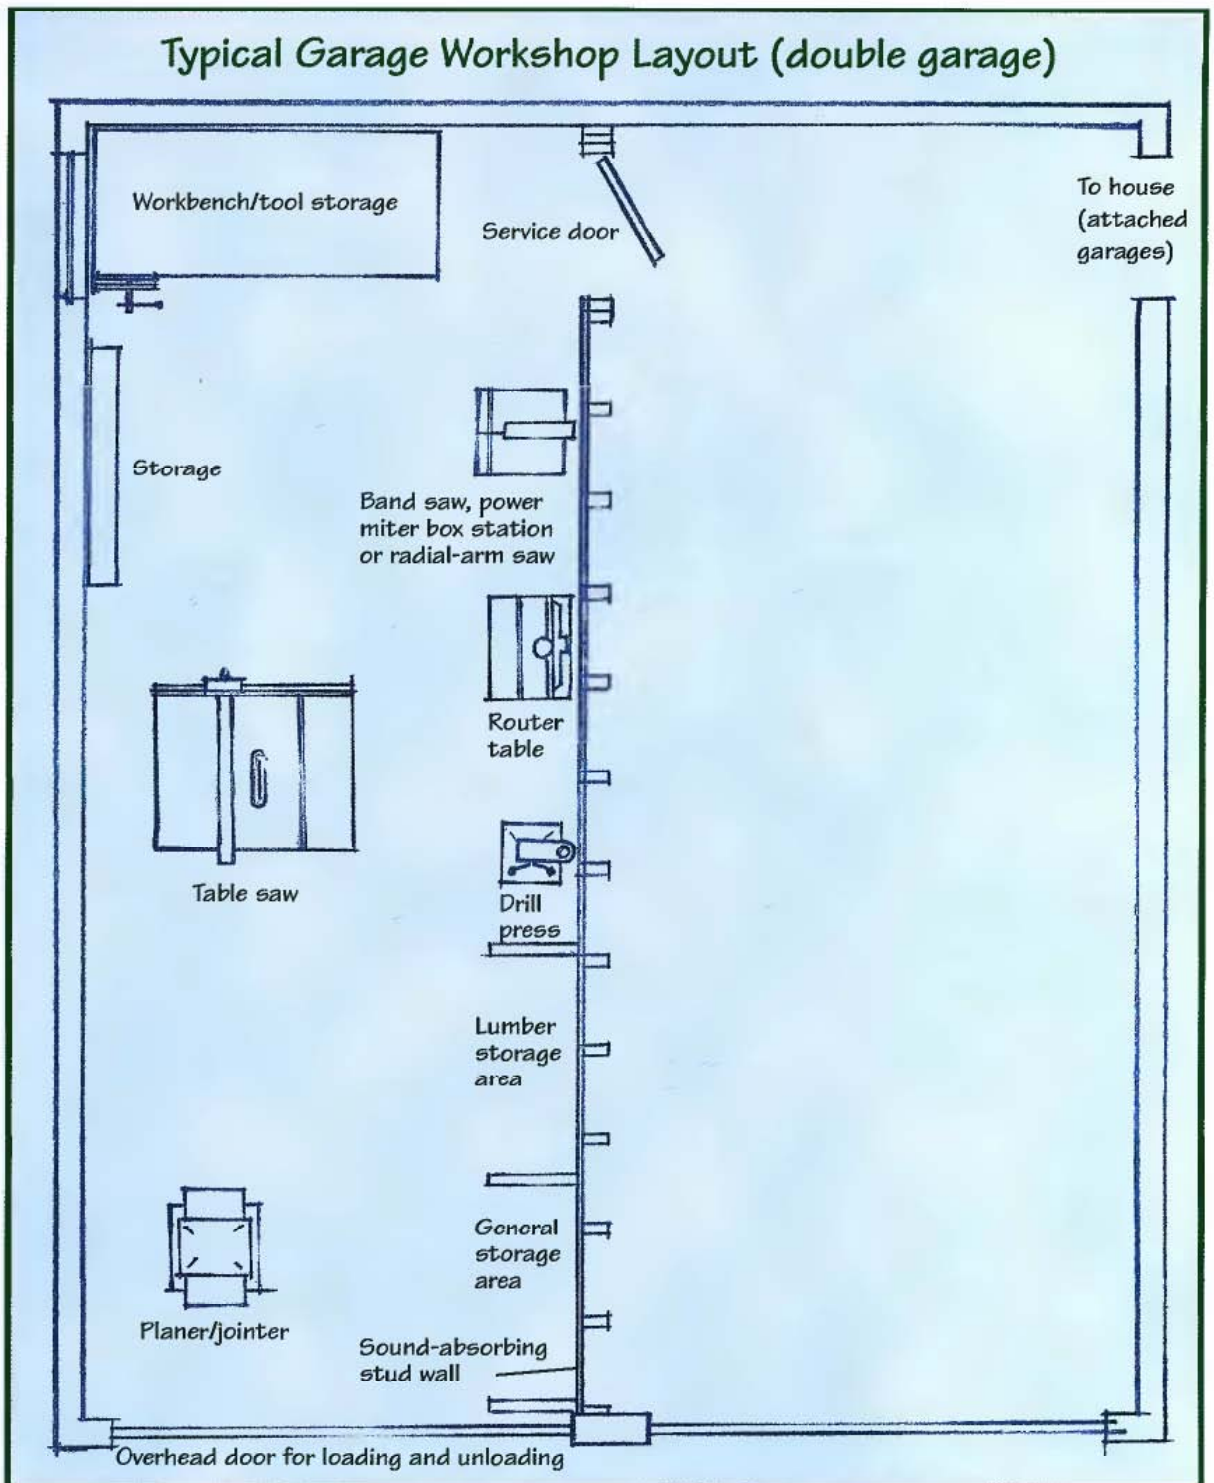 Typical Garage Workshop Layout (double garage)
Workbench/tool storage
Service door
To house
(attached
garages)
Storage
Band saw, power
miter box station
or radial-arm saw
Router
table
Table saw
Drill
press
Lumber
storage
area
General
storage
area
Planer/jointer
Sound-absorbing
stud wall
Overhead door for loading and unloading